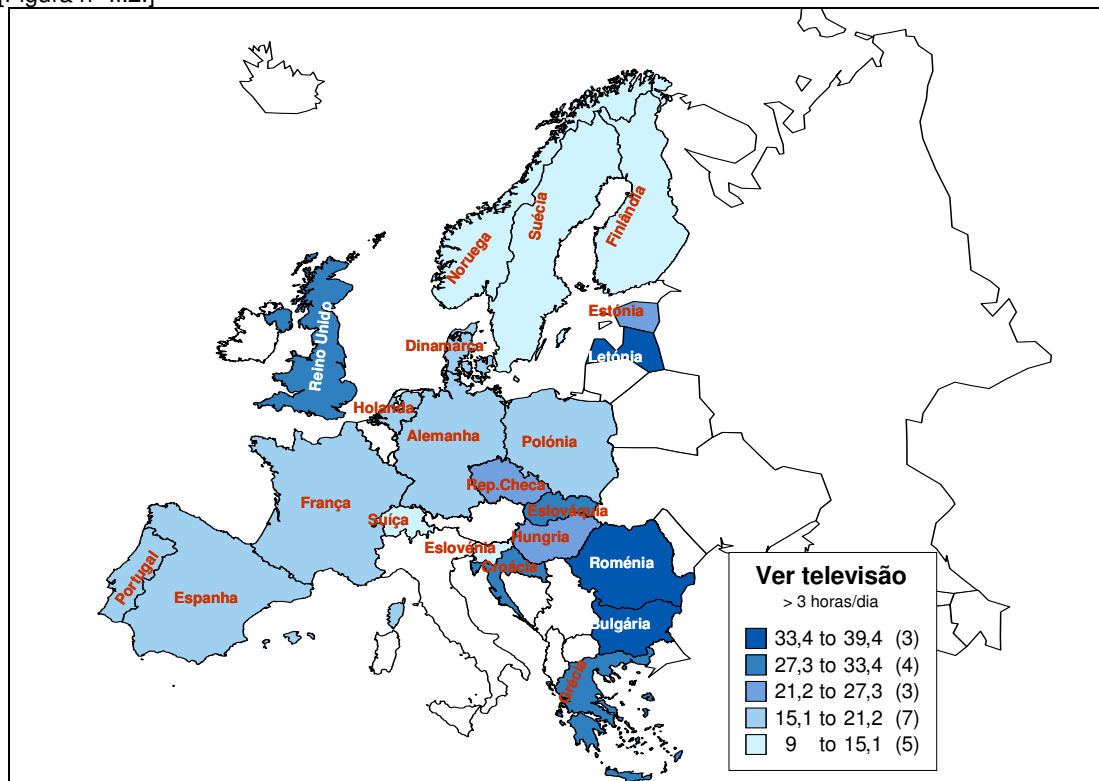 Suécia
Finlândia
Noruega
Estónia
Reino Unido
Dinamarca
Letónia
Holanda
Alemanha
Polónia
Rep.Checa
França
Eslováquia
Suíça
Hungria
Eslovénia
Croácia
Roménia
Portugal
Espanha
Bulgária
Grécia
Ver televisão
> 3 horas/dia
33,4 to 39,4 (3)
27,3 to 33,4 (4)
21,2 to 27,3 (3)
15,1 to 21,2 (7)
9 to 15,1 (5)